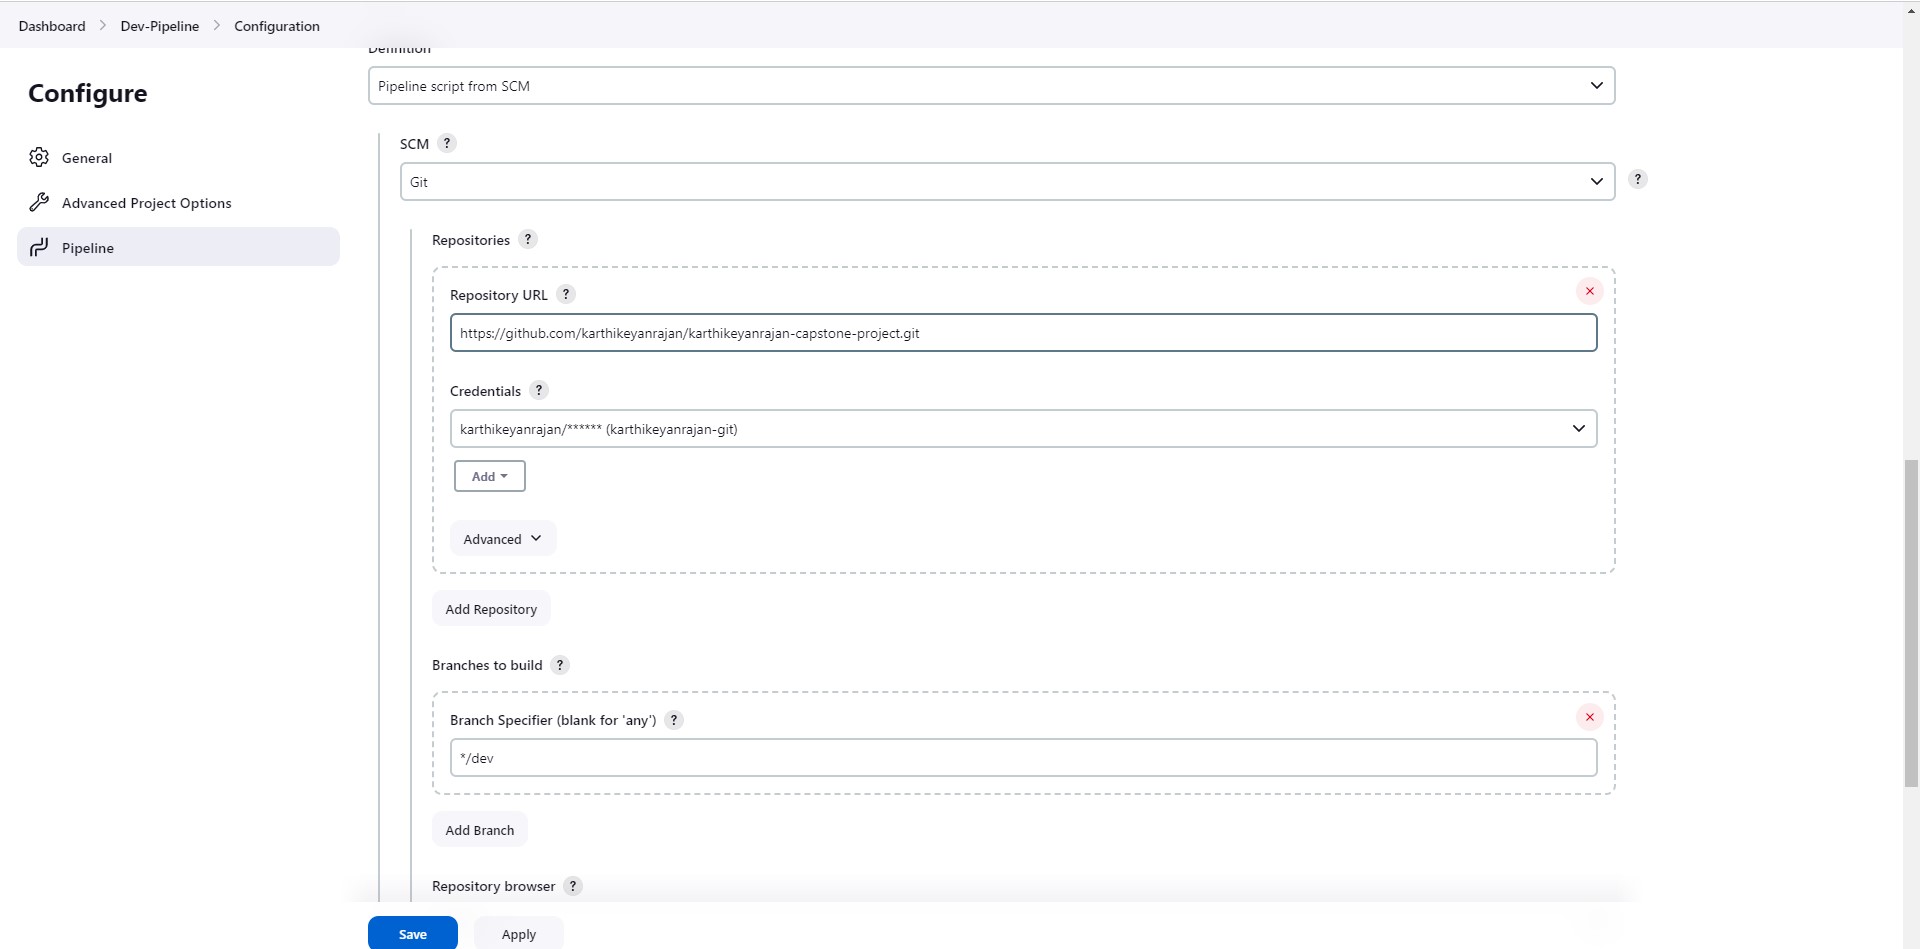 Dashboard > Dev-Pipeline > Configuration
Configure
General
Advanced Project Options
Pipeline
Definition
Pipeline script from SCM
SCM ?
Git
?
Repositories ?
Repository URL ?
https://github.com/karthikeyanrajan/karthikeyanrajan-capstone-project.git
Credentials ?
karthikeyanrajan/****** (karthikeyanrajan-git)
Add
Advanced
Add Repository
Branches to build ?
Branch Specifier (blank for 'any') ?
*/dev
Add Branch
Repository browser ?
Save Apply